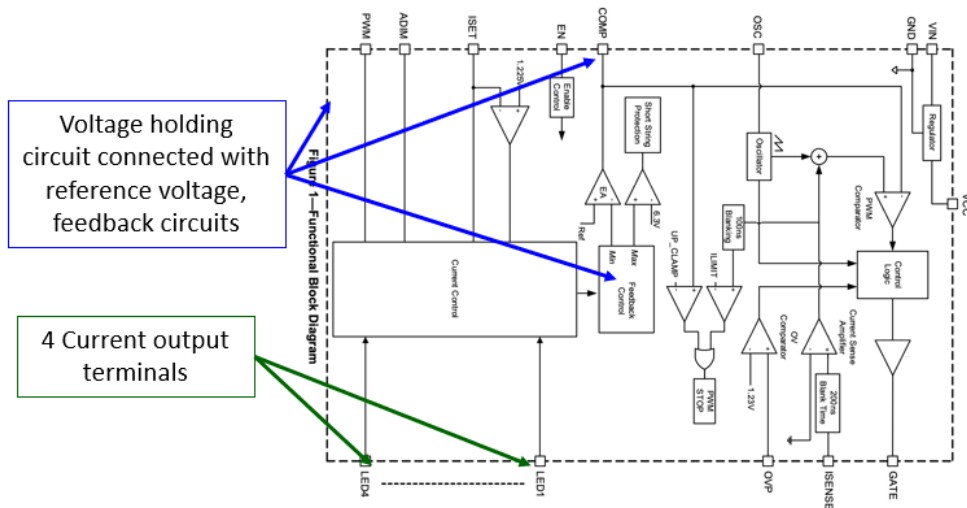 PWM
ADIM
ISET
EN
COMP
OSC
GND
VIN
Voltage holding
circuit connected with
reference voltage,
feedback circuits
4 Current output
terminals
Figure 1—Functional Block Diagram
1.225V
Enable
Control
Short String
Protection
Oscillator
Regulator
VCC
+
PWM
Comparator
EA
Ref
6.3V
100ns
Blanking
UP_CLAMP
ILIMIT
Min
Max
Feedback
Control
Current Control
Control
Logic
OV
Comparator
Current Sense
Amplifier
1.23V
200ns
Blank Time
PWM
STOP
LED4
LED1
OVP
ISENSE
GATE